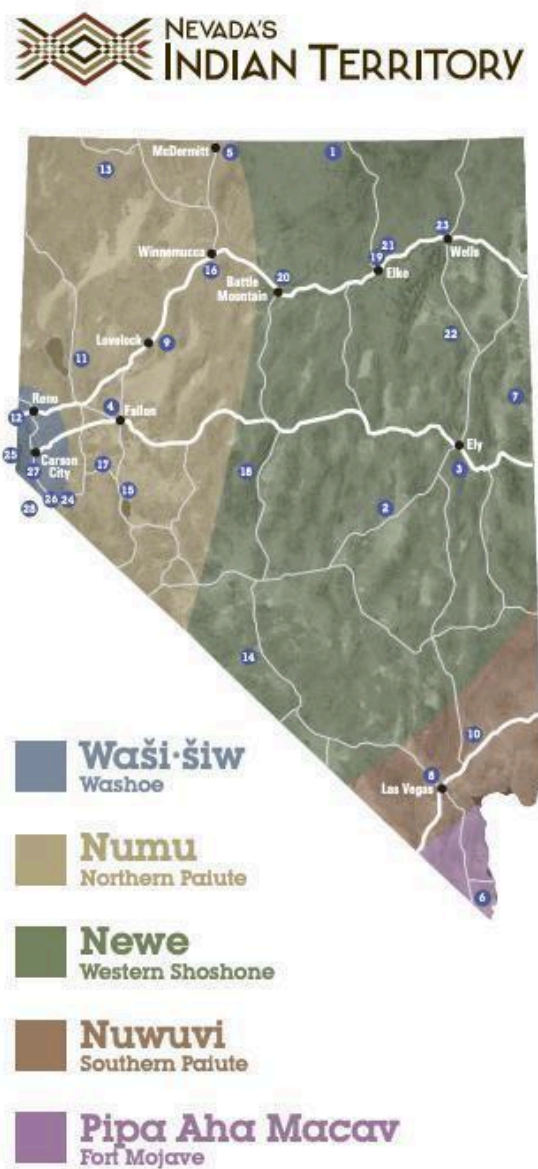 NEVADA'S
INDIAN TERRITORY
McDermitt
5
1
13
23
Wells
21
Winnemucca
16
19
Elko
20
Battle
Mountain
Lovelock
9
22
11
7
Reno
12
4
Fallon
25
Carson
City
27
17
18
Ely
3
15
26
24
28
2
14
10
8
Las Vegas
6
Waši·šiw
Washoe
Numu
Northern Paiute
Newe
Western Shoshone
Nuwuvi
Southern Paiute
Pipa Aha Macav
Fort Mojave